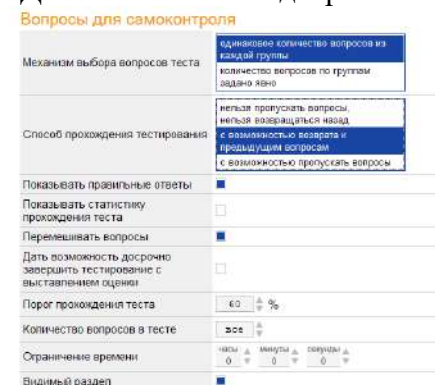 Вопросы для самоконтроля
Механизм выбора вопросов теста
одинаковое количество вопросов из
каждой группы
количество вопросов по группам
задано явно
Способ прохождения тестирования
нельзя пропускать вопросы,
нельзя возвращаться назад
с возможностью возврата к
предыдущим вопросам
с возможностью пропускать вопросы
Показывать правильные ответы
Показывать статистику
прохождения теста
Перемешивать вопросы
Дать возможность досрочно
завершить тестирование с
выставлением оценки
Порог прохождения теста
60 %
Количество вопросов в тесте
все
Ограничение времени
часы минуты секунды
0 0 0
Видимый раздел